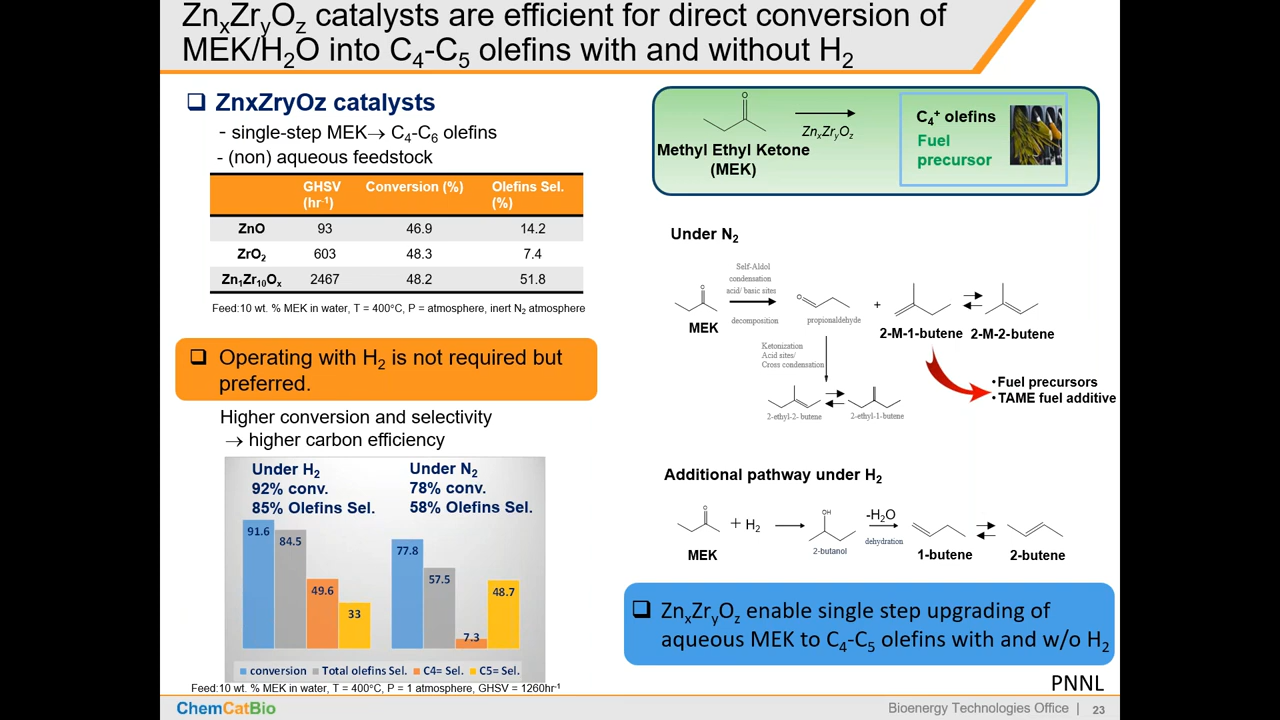 ZnxZryOz catalysts are efficient for direct conversion of
MEK/H2O into C4-C5 olefins with and without H2
❑ ZnxZryOz catalysts
- single-step MEK→ C4-C6 olefins
- (non) aqueous feedstock
GHSV (hr-1) Conversion (%) Olefins Sel. (%)
ZnO 93 46.9 14.2
ZrO2 603 48.3 7.4
Zn1Zr10Ox 2467 48.2 51.8
Feed:10 wt. % MEK in water, T = 400°C, P = atmosphere, inert N2 atmosphere
❑ Operating with H2 is not required but
preferred.
Higher conversion and selectivity
→ higher carbon efficiency
Under H2
92% conv.
85% Olefins Sel.
Under N2
78% conv.
58% Olefins Sel.
91.6
84.5
49.6
33
77.8
57.5
7.3
48.7
conversion Total olefins Sel. C4= Sel. C5= Sel.
Feed:10 wt. % MEK in water, T = 400°C, P = 1 atmosphere, GHSV = 1260hr-1
O
ZnxZryOz
Methyl Ethyl Ketone
(MEK)
C4+ olefins
Fuel
precursor
Under N2
Self-Aldol
condensation
acid/ basic sites
decomposition
O
MEK
O
propionaldehyde
+
2-M-1-butene 2-M-2-butene
Ketonization
Acid sites/
Cross condensation
2-ethyl-2- butene 2-ethyl-1-butene
•Fuel precursors
•TAME fuel additive
Additional pathway under H2
O
MEK
+ H2
OH
2-butanol
-H2O
dehydration
1-butene 2-butene
❑ ZnxZryOz enable single step upgrading of
aqueous MEK to C4-C5 olefins with and w/o H2
PNNL
ChemCatBio
Bioenergy Technologies Office | 23